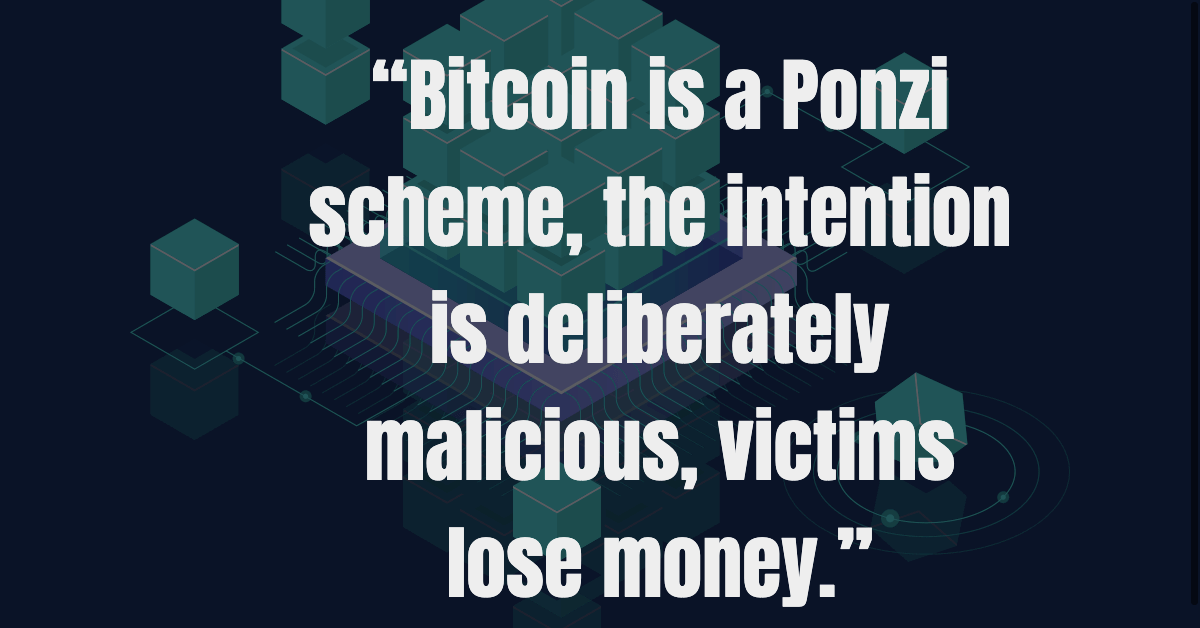 “Bitcoin is a Ponzi
scheme, the intention
is deliberately
malicious, victims
lose money.”